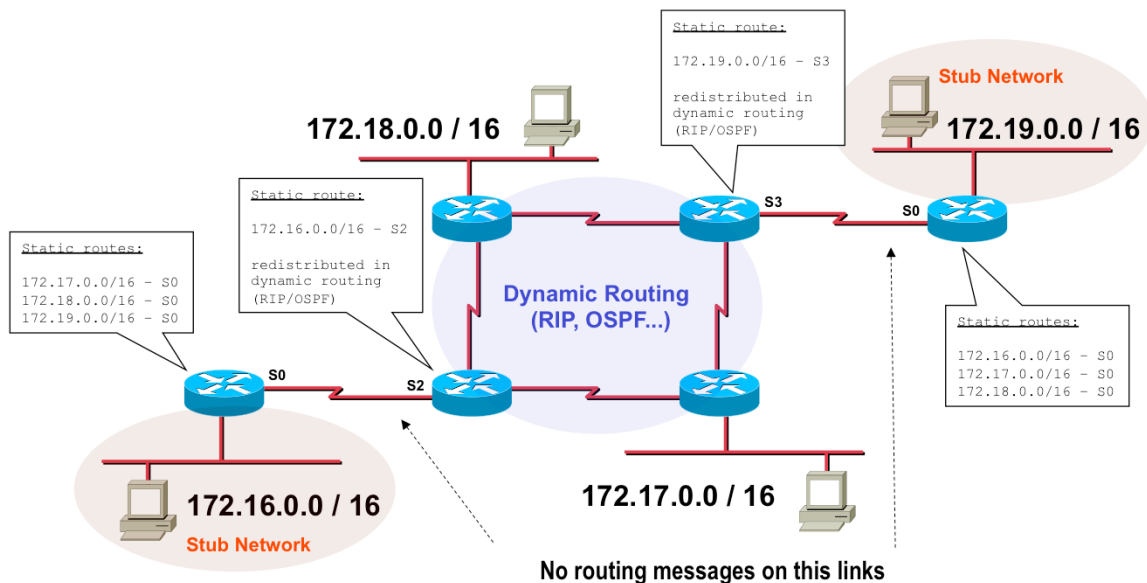 Static route:
172.19.0.0/16 – S3
redistributed in
dynamic routing
(RIP/OSPF)
Stub Network
172.19.0.0 / 16
172.18.0.0 / 16
Static route:
172.16.0.0/16 – S2
redistributed in
dynamic routing
(RIP/OSPF)
S3
S0
Static routes:
172.17.0.0/16 – S0
172.18.0.0/16 – S0
172.19.0.0/16 – S0
Dynamic Routing
(RIP, OSPF...)
Static routes:
172.16.0.0/16 – S0
172.17.0.0/16 – S0
172.18.0.0/16 – S0
S0
S2
172.16.0.0 / 16
Stub Network
172.17.0.0 / 16
No routing messages on this links